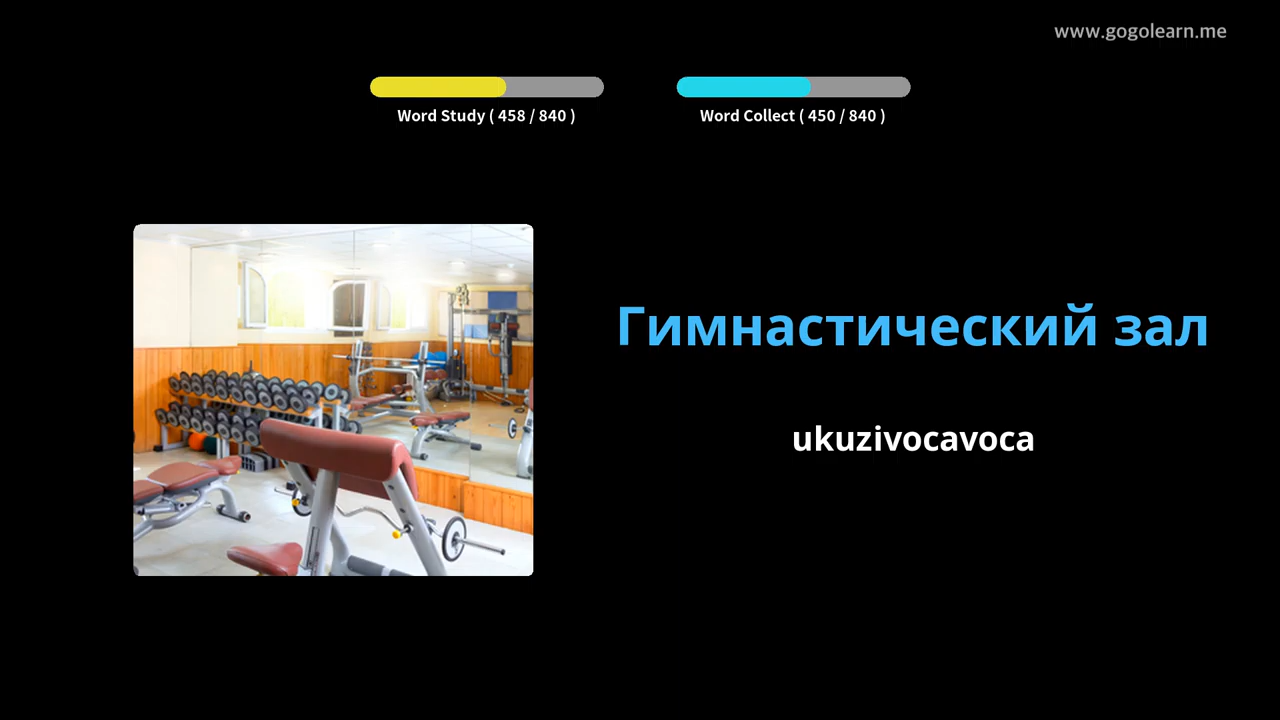 www.gogolearn.me
Word Study ( 458 / 840 )
Word Collect ( 450 / 840 )
Гимнастический зал
ukuzivocavoca